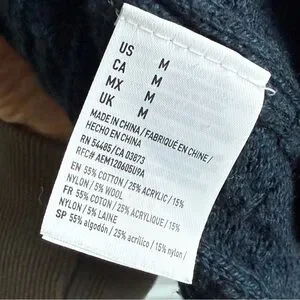 US M
CA M
MX M
UK M
MADE IN CHINA / FABRIQUÉ EN CHINE /
HECHO EN CHINA
RN 54485/CA 03873
RFC# AEM120605U9A
EN: 55% COTTON / 25% ACRYLIC / 15%
NYLON / 5% WOOL
FR: 55% COTON / 25% ACRYLIQUE / 15%
NYLON / 5% LAINE
SP: 55% algodón / 25% acrílico / 15% nylon /